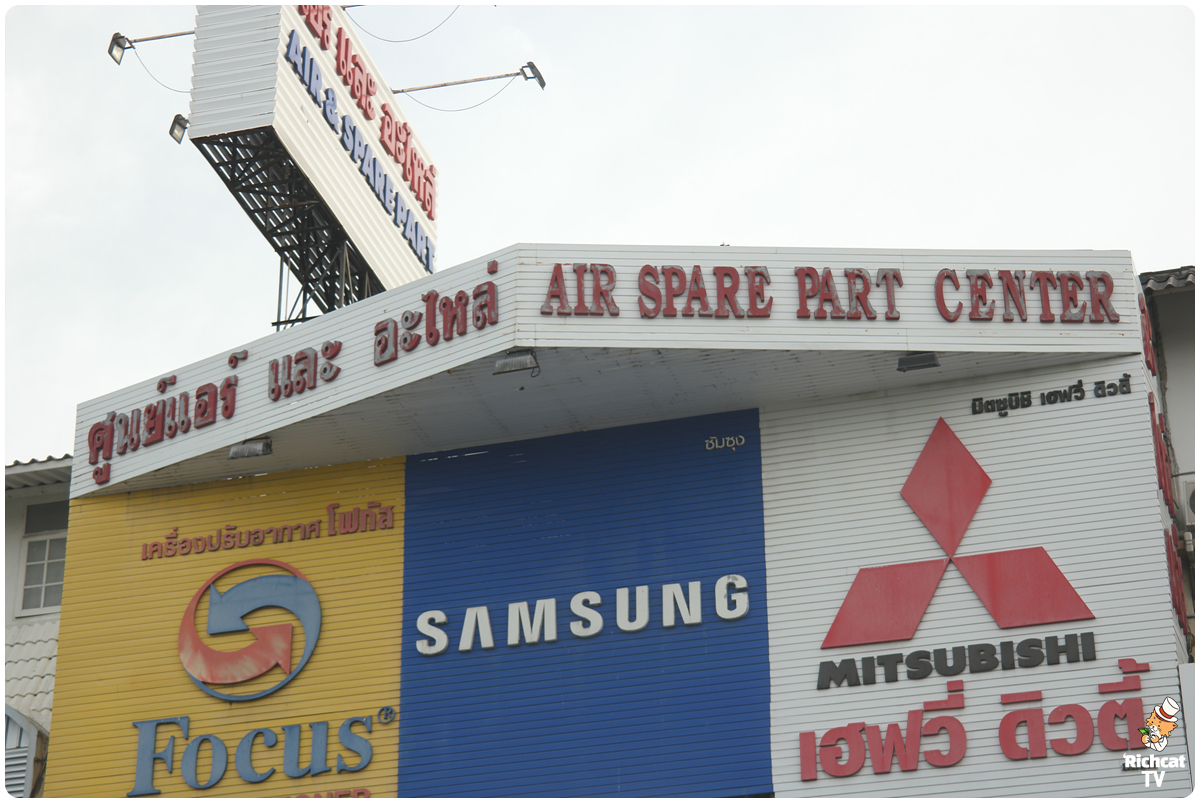 แอร์ และ อะไหล่
AIR & SPARE PART
ศูนย์แอร์ และ อะไหล่
AIR SPARE PART CENTER
เครื่องปรับอากาศ โฟกัส
Focus®
ซัมซุง
SAMSUNG
มิตซูบิชิ เฮฟวี่ ดิวตี้
MITSUBISHI
เฮฟวี่ ดิวตี้
Richcat
TV